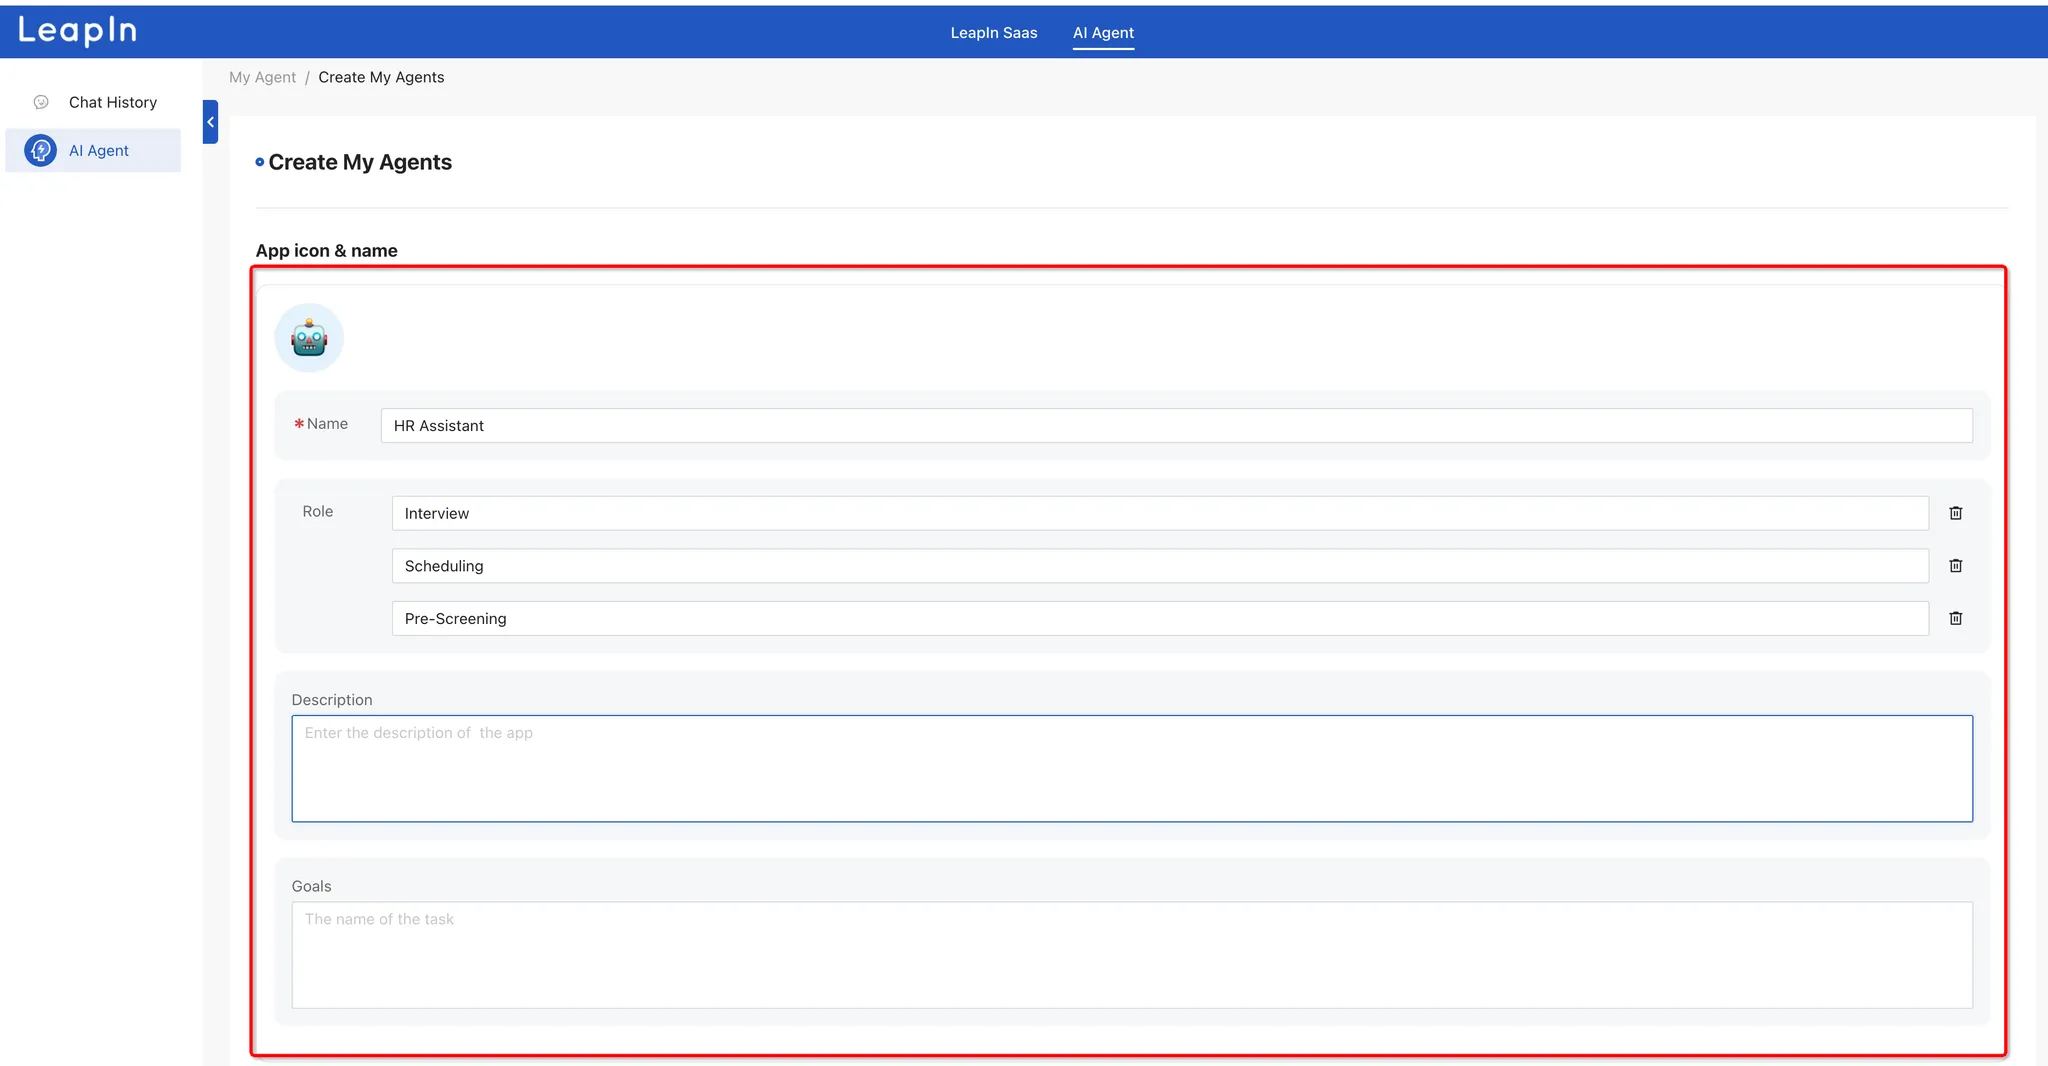 LeapIn
LeapIn Saas
AI Agent
Chat History
AI Agent
My Agent / Create My Agents
Create My Agents
App icon & name
* Name
HR Assistant
Role
Interview
Scheduling
Pre-Screening
Description
Enter the description of  the app
Goals
The name of the task